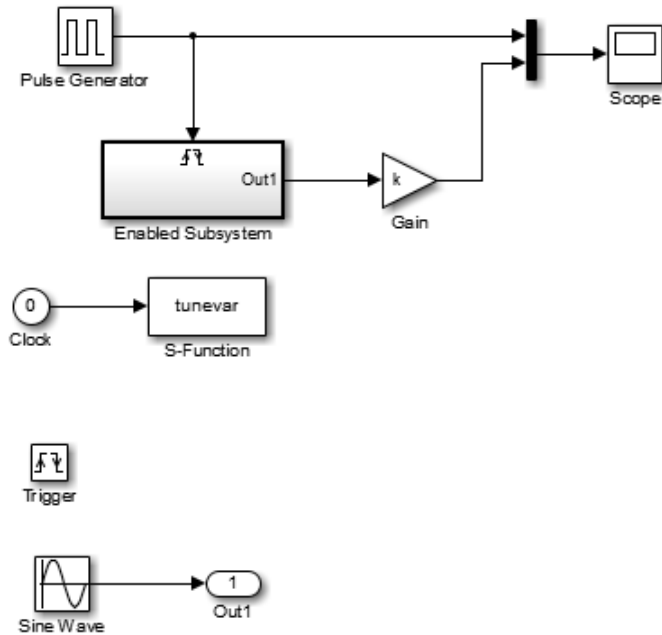 Pulse Generator
Scope
Out1
Enabled Subsystem
k
Gain
0
Clock
tunevar
S-Function
Trigger
Sine Wave
1
Out1